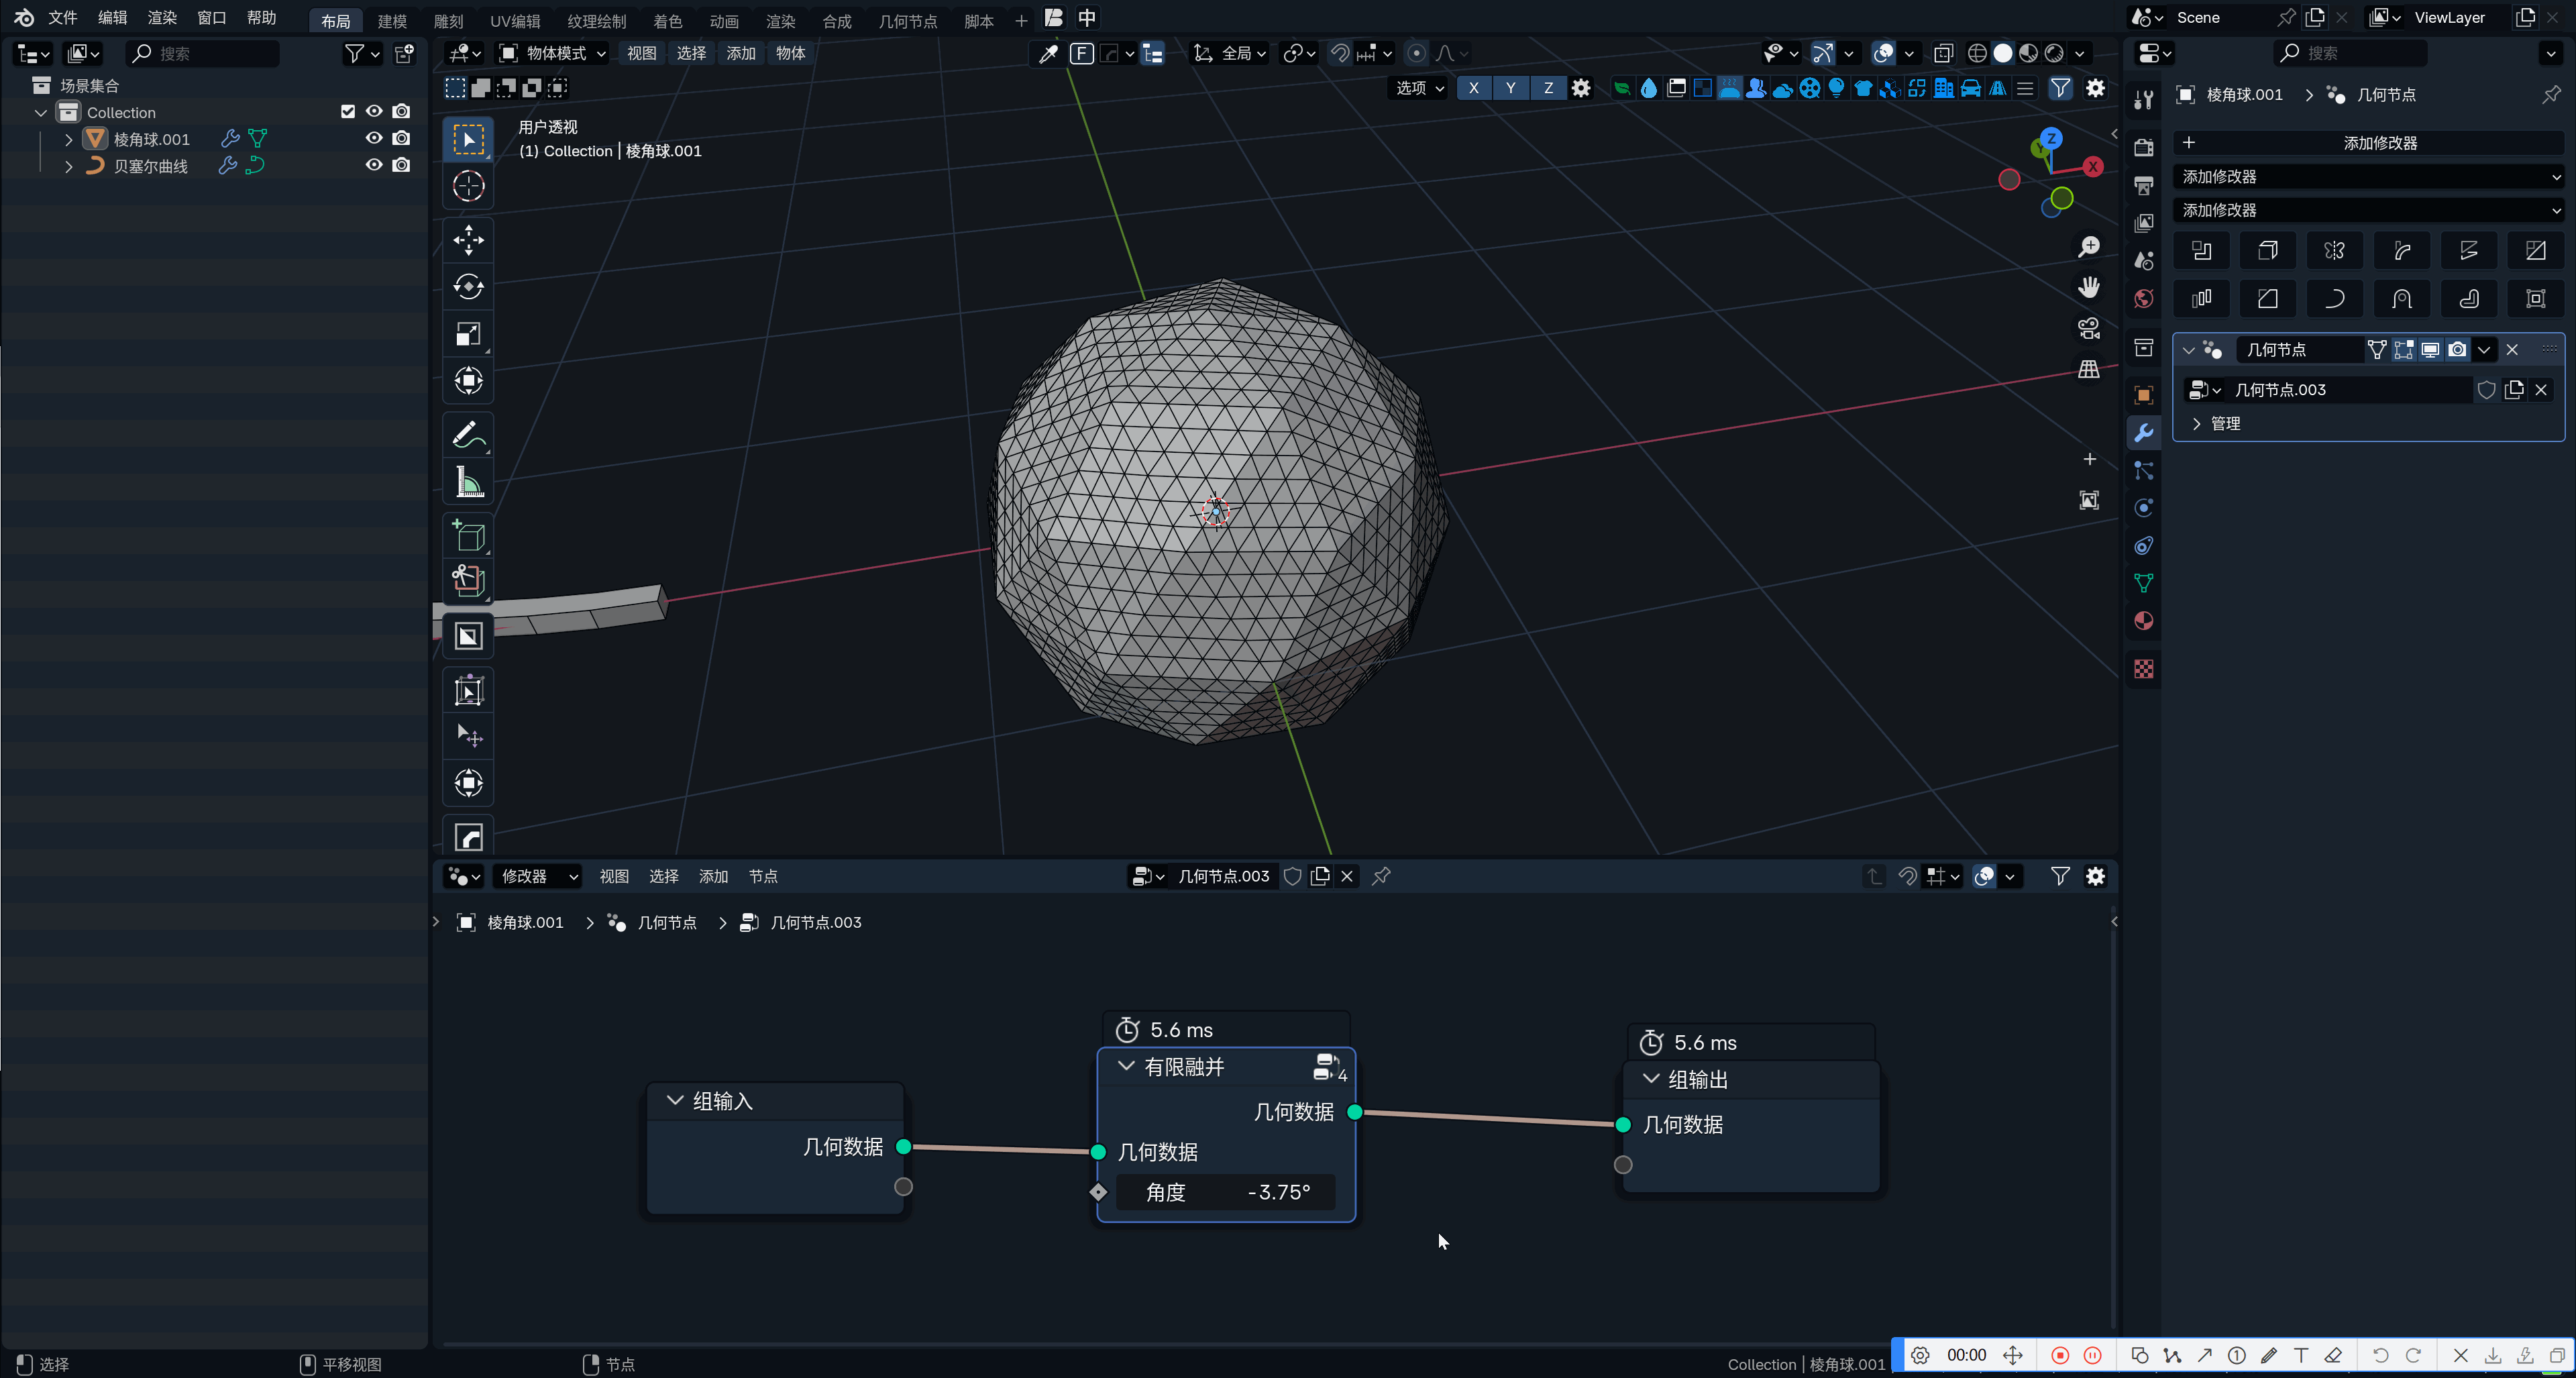 文件 编辑 渲染 窗口 帮助 布局 建模 雕刻 UV编辑 纹理绘制 着色 动画 渲染 合成 几何节点 脚本 中 Scene ViewLayer
搜索 物体模式 视图 选择 添加 物体 F 全局 搜索
场景集合
选项 X Y Z
棱角球.001 几何节点
Collection
棱角球.001
贝塞尔曲线
用户透视
(1) Collection | 棱角球.001
Z
Y
X
添加修改器
添加修改器
添加修改器
几何节点
几何节点.003
管理
修改器 视图 选择 添加 节点 几何节点.003
棱角球.001 几何节点 几何节点.003
5.6 ms
有限融并 4
几何数据
几何数据
角度 -3.75°
组输入
几何数据
5.6 ms
组输出
几何数据
选择 平移视图 节点 Collection | 棱角球.001
00:00 1 T